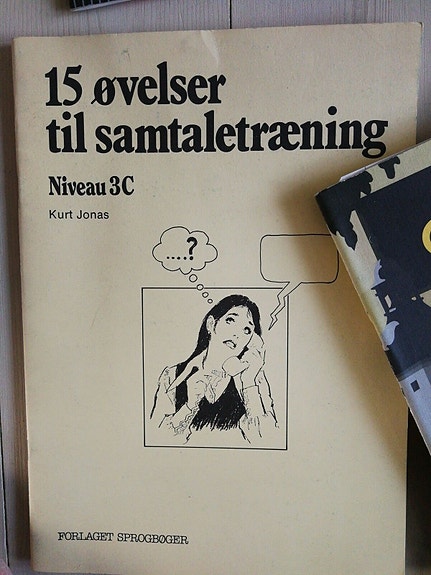 15 øvelser
til samtaletræning
Niveau 3C
Kurt Jonas
....?
FORLAGET SPROGBØGER